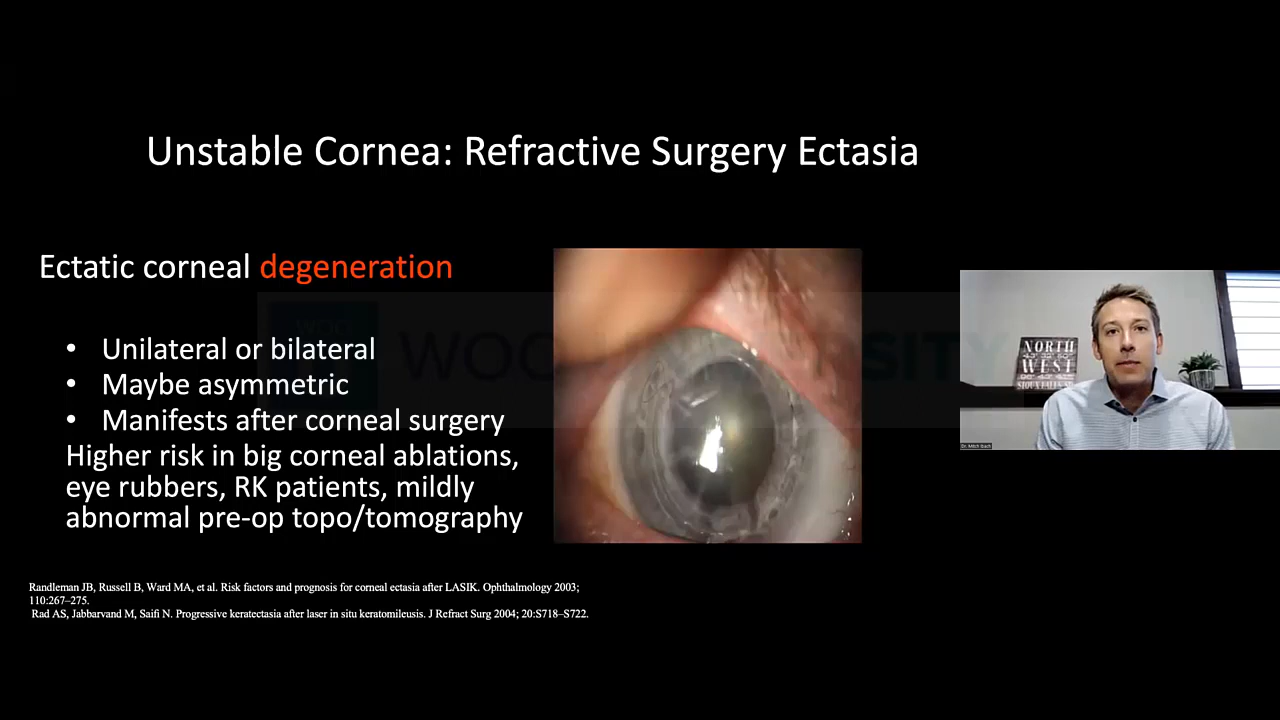 Unstable Cornea: Refractive Surgery Ectasia
Ectatic corneal degeneration
• Unilateral or bilateral
• Maybe asymmetric
• Manifests after corneal surgery
Higher risk in big corneal ablations,
eye rubbers, RK patients, mildly
abnormal pre-op topo/tomography
Randleman JB, Russell B, Ward MA, et al. Risk factors and prognosis for corneal ectasia after LASIK. Ophthalmology 2003;
110:267–275.
Rad AS, Jabbarvand M, Saifi N. Progressive keratectasia after laser in situ keratomileusis. J Refract Surg 2004; 20:S718–S722.
NORTH
WEST
SIOUX FALLS
Dr. Mitch Ibach